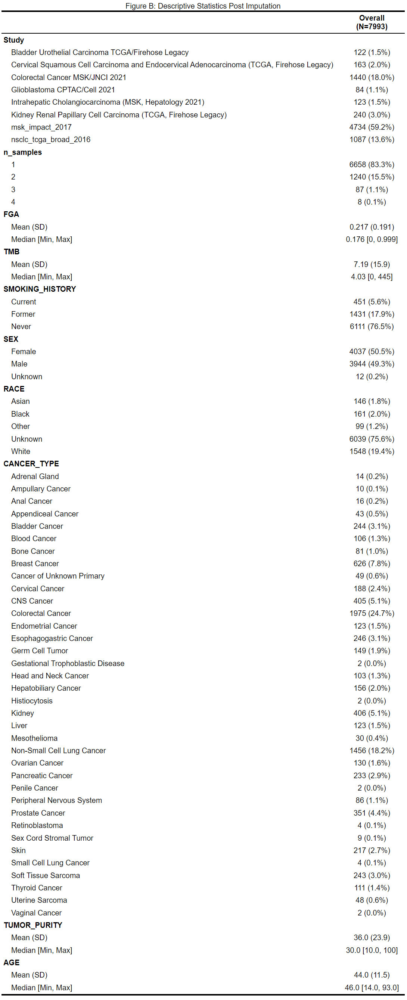 Figure B: Descriptive Statistics Post Imputation
Overall
(N=7993)
Study
Bladder Urothelial Carcinoma TCGA/Firehose Legacy 122 (1.5%)
Cervical Squamous Cell Carcinoma and Endocervical Adenocarcinoma (TCGA, Firehose Legacy) 163 (2.0%)
Colorectal Cancer MSK/JNCI 2021 1440 (18.0%)
Glioblastoma CPTAC/Cell 2021 84 (1.1%)
Intrahepatic Cholangiocarcinoma (MSK, Hepatology 2021) 123 (1.5%)
Kidney Renal Papillary Cell Carcinoma (TCGA, Firehose Legacy) 240 (3.0%)
msk_impact_2017 4734 (59.2%)
nsclc_tcga_broad_2016 1087 (13.6%)
n_samples
1 6658 (83.3%)
2 1240 (15.5%)
3 87 (1.1%)
4 8 (0.1%)
FGA
Mean (SD) 0.217 (0.191)
Median [Min, Max] 0.176 [0, 0.999]
TMB
Mean (SD) 7.19 (15.9)
Median [Min, Max] 4.03 [0, 445]
SMOKING_HISTORY
Current 451 (5.6%)
Former 1431 (17.9%)
Never 6111 (76.5%)
SEX
Female 4037 (50.5%)
Male 3944 (49.3%)
Unknown 12 (0.2%)
RACE
Asian 146 (1.8%)
Black 161 (2.0%)
Other 99 (1.2%)
Unknown 6039 (75.6%)
White 1548 (19.4%)
CANCER_TYPE
Adrenal Gland 14 (0.2%)
Ampullary Cancer 10 (0.1%)
Anal Cancer 16 (0.2%)
Appendiceal Cancer 43 (0.5%)
Bladder Cancer 244 (3.1%)
Blood Cancer 106 (1.3%)
Bone Cancer 81 (1.0%)
Breast Cancer 626 (7.8%)
Cancer of Unknown Primary 49 (0.6%)
Cervical Cancer 188 (2.4%)
CNS Cancer 405 (5.1%)
Colorectal Cancer 1975 (24.7%)
Endometrial Cancer 123 (1.5%)
Esophagogastric Cancer 246 (3.1%)
Germ Cell Tumor 149 (1.9%)
Gestational Trophoblastic Disease 2 (0.0%)
Head and Neck Cancer 103 (1.3%)
Hepatobiliary Cancer 156 (2.0%)
Histiocytosis 2 (0.0%)
Kidney 406 (5.1%)
Liver 123 (1.5%)
Mesothelioma 30 (0.4%)
Non-Small Cell Lung Cancer 1456 (18.2%)
Ovarian Cancer 130 (1.6%)
Pancreatic Cancer 233 (2.9%)
Penile Cancer 2 (0.0%)
Peripheral Nervous System 86 (1.1%)
Prostate Cancer 351 (4.4%)
Retinoblastoma 4 (0.1%)
Sex Cord Stromal Tumor 9 (0.1%)
Skin 217 (2.7%)
Small Cell Lung Cancer 4 (0.1%)
Soft Tissue Sarcoma 243 (3.0%)
Thyroid Cancer 111 (1.4%)
Uterine Sarcoma 48 (0.6%)
Vaginal Cancer 2 (0.0%)
TUMOR_PURITY
Mean (SD) 36.0 (23.9)
Median [Min, Max] 30.0 [10.0, 100]
AGE
Mean (SD) 44.0 (11.5)
Median [Min, Max] 46.0 [14.0, 93.0]